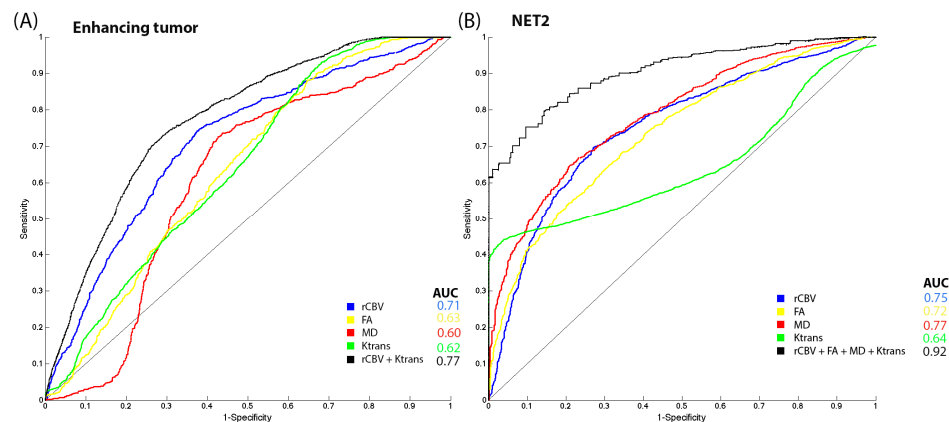 (A) Enhancing tumor
1
0.9
0.8
0.7
0.6
0.5
0.4
0.3
0.2
0.1
0
Sensitivity
0 0.1 0.2 0.3 0.4 0.5 0.6 0.7 0.8 0.9 1
1-Specificity
AUC
rCBV 0.71
FA 0.63
MD 0.60
Ktrans 0.62
rCBV + Ktrans 0.77
(B) NET2
1
0.9
0.8
0.7
0.6
0.5
0.4
0.3
0.2
0.1
0
Sensitivity
0 0.1 0.2 0.3 0.4 0.5 0.6 0.7 0.8 0.9 1
1-Specificity
AUC
rCBV 0.75
FA 0.72
MD 0.77
Ktrans 0.64
rCBV + FA + MD + Ktrans 0.92